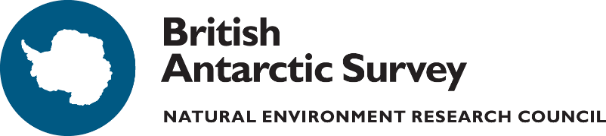 British
Antarctic Survey
NATURAL ENVIRONMENT RESEARCH COUNCIL